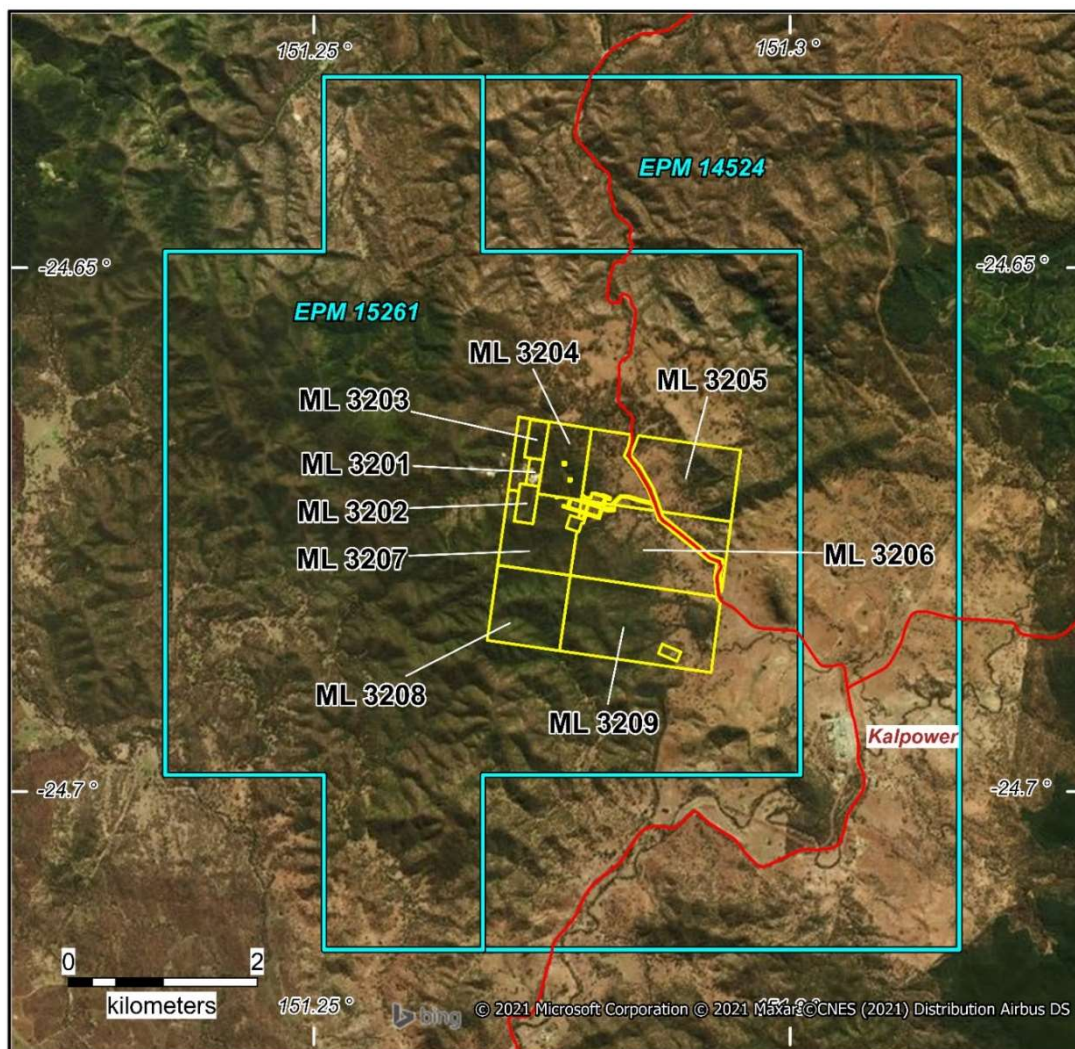 151.25 °
151.3 °
EPM 14524
-24.65 °
-24.65 °
EPM 15261
ML 3204
ML 3205
ML 3203
ML 3201
ML 3202
ML 3207
ML 3206
ML 3208
ML 3209
Kalpower
-24.7 °
-24.7 °
0
2
kilometers
151.25 °
bing
© 2021 Microsoft Corporation © 2021 Maxar ©CNES (2021) Distribution Airbus DS